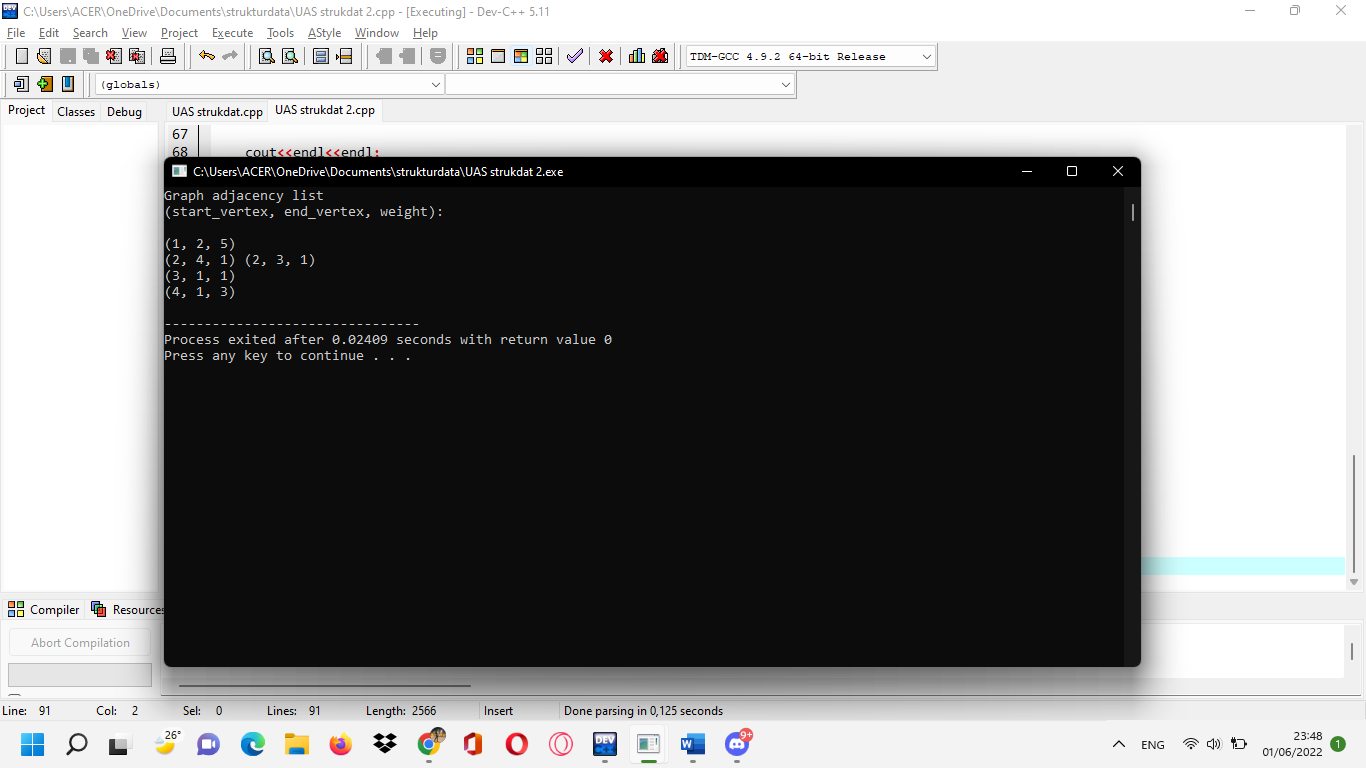 C:\Users\ACER\OneDrive\Documents\strukturdata\UAS strukdat 2.cpp - [Executing] - Dev-C++ 5.11
File Edit Search View Project Execute Tools AStyle Window Help
TDM-GCC 4.9.2 64-bit Release
(globals)
Project Classes Debug UAS strukdat.cpp UAS strukdat 2.cpp
67
68 cout<<endl<<endl;
C:\Users\ACER\OneDrive\Documents\strukturdata\UAS strukdat 2.exe
Graph adjacency list
(start_vertex, end_vertex, weight):
(1, 2, 5)
(2, 4, 1) (2, 3, 1)
(3, 1, 1)
(4, 1, 3)
--------------------------------
Process exited after 0.02409 seconds with return value 0
Press any key to continue . . .
Compiler Resources
Abort Compilation
Line: 91 Col: 2 Sel: 0 Lines: 91 Length: 2566 Insert Done parsing in 0,125 seconds
26° DEV C++ 9+ ENG 23:48
01/06/2022 1